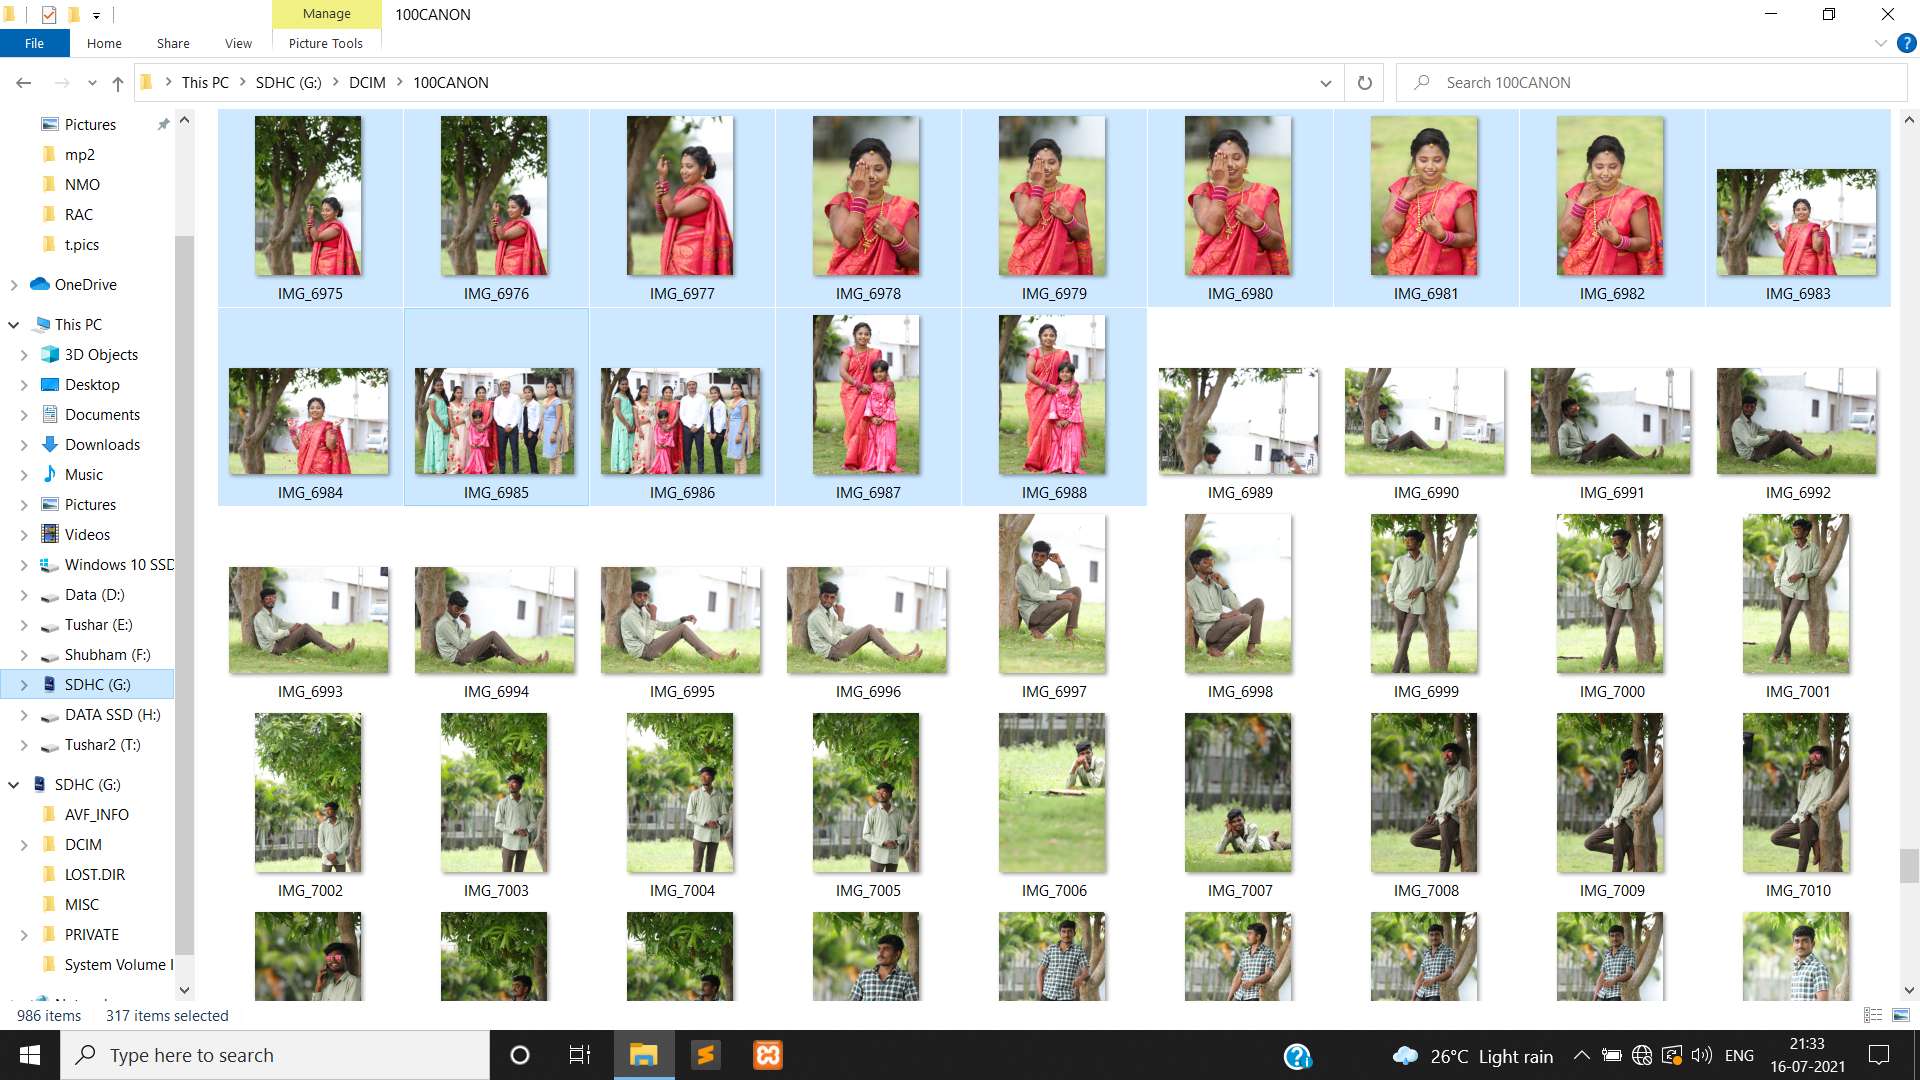 Manage
100CANON
File
Home
Share
View
Picture Tools
This PC
SDHC (G:)
DCIM
100CANON
Search 100CANON
Pictures
mp2
NMO
RAC
t.pics
OneDrive
This PC
3D Objects
Desktop
Documents
Downloads
Music
Pictures
Videos
Windows 10 SSD
Data (D:)
Tushar (E:)
Shubham (F:)
SDHC (G:)
DATA SSD (H:)
Tushar2 (T:)
SDHC (G:)
AVF_INFO
DCIM
LOST.DIR
MISC
PRIVATE
System Volume I
IMG_6975
IMG_6976
IMG_6977
IMG_6978
IMG_6979
IMG_6980
IMG_6981
IMG_6982
IMG_6983
IMG_6984
IMG_6985
IMG_6986
IMG_6987
IMG_6988
IMG_6989
IMG_6990
IMG_6991
IMG_6992
IMG_6993
IMG_6994
IMG_6995
IMG_6996
IMG_6997
IMG_6998
IMG_6999
IMG_7000
IMG_7001
IMG_7002
IMG_7003
IMG_7004
IMG_7005
IMG_7006
IMG_7007
IMG_7008
IMG_7009
IMG_7010
986 items
317 items selected
Type here to search
26°C Light rain
ENG
21:33
16-07-2021